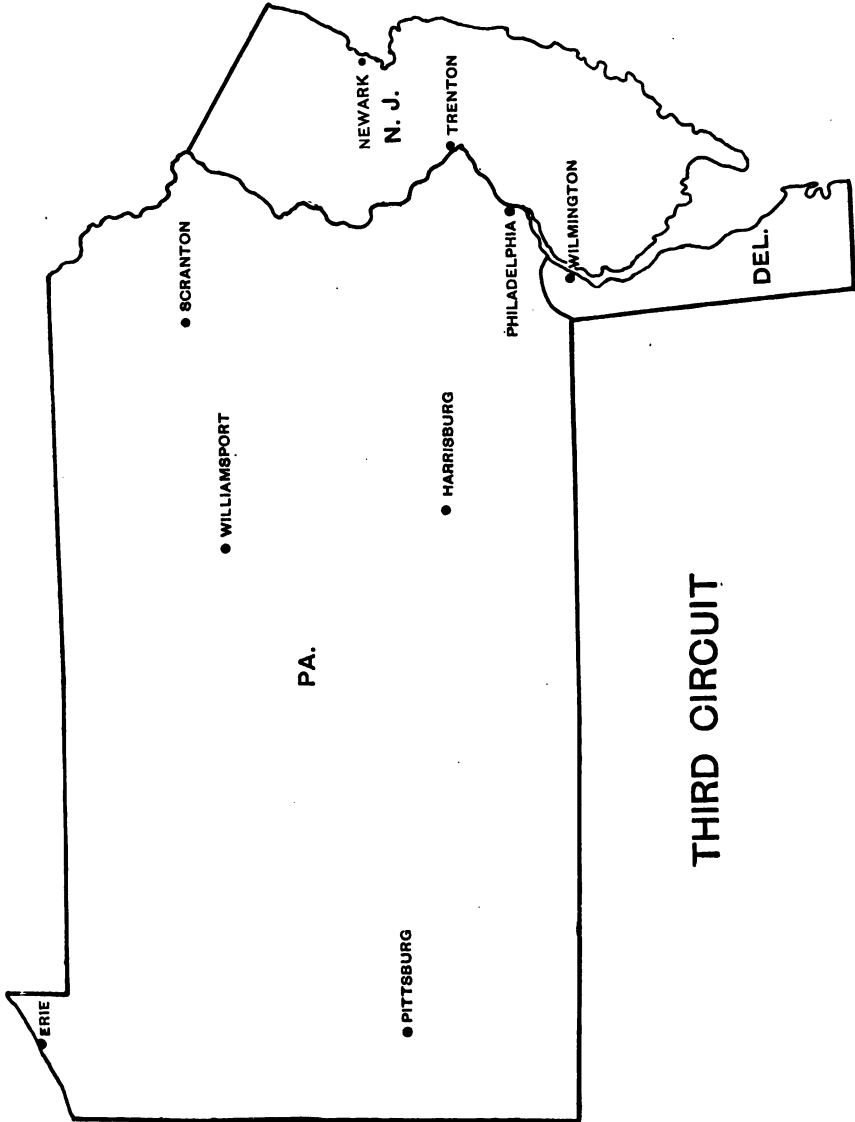 ERIE
SCRANTON
WILLIAMSPORT
NEWARK
N. J.
PA.
TRENTON
HARRISBURG
PITTSBURG
PHILADELPHIA
WILMINGTON
DEL.
THIRD CIRCUIT